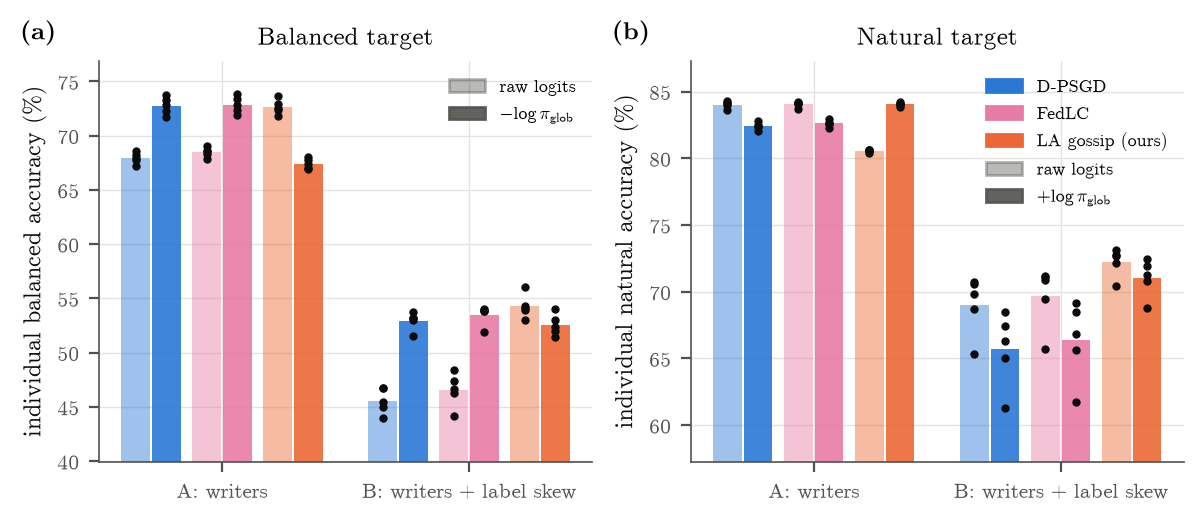 (a)
Balanced target
individual balanced accuracy (%)
75
70
65
60
55
50
45
40
raw logits
−log π_glob
A: writers
B: writers + label skew
(b)
Natural target
individual natural accuracy (%)
85
80
75
70
65
60
D-PSGD
FedLC
LA gossip (ours)
raw logits
+log π_glob
A: writers
B: writers + label skew